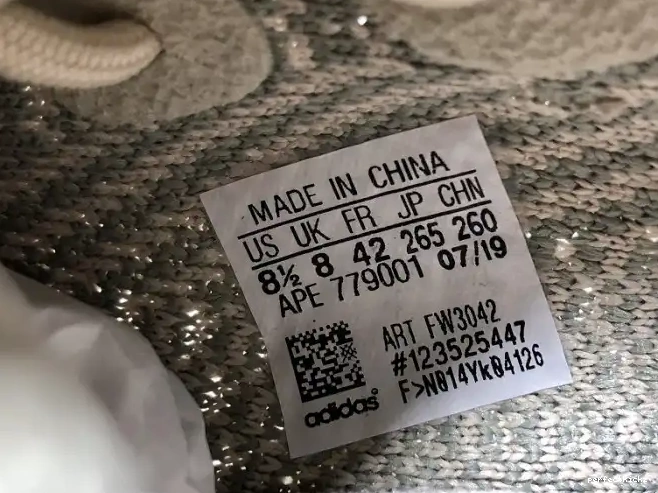 MADE IN CHINA
US UK FR JP CHN
8½ 8 42 265 260
APE 779001 07/19
ART FW3042
#123525447
F>N014Yk04126
adidas®